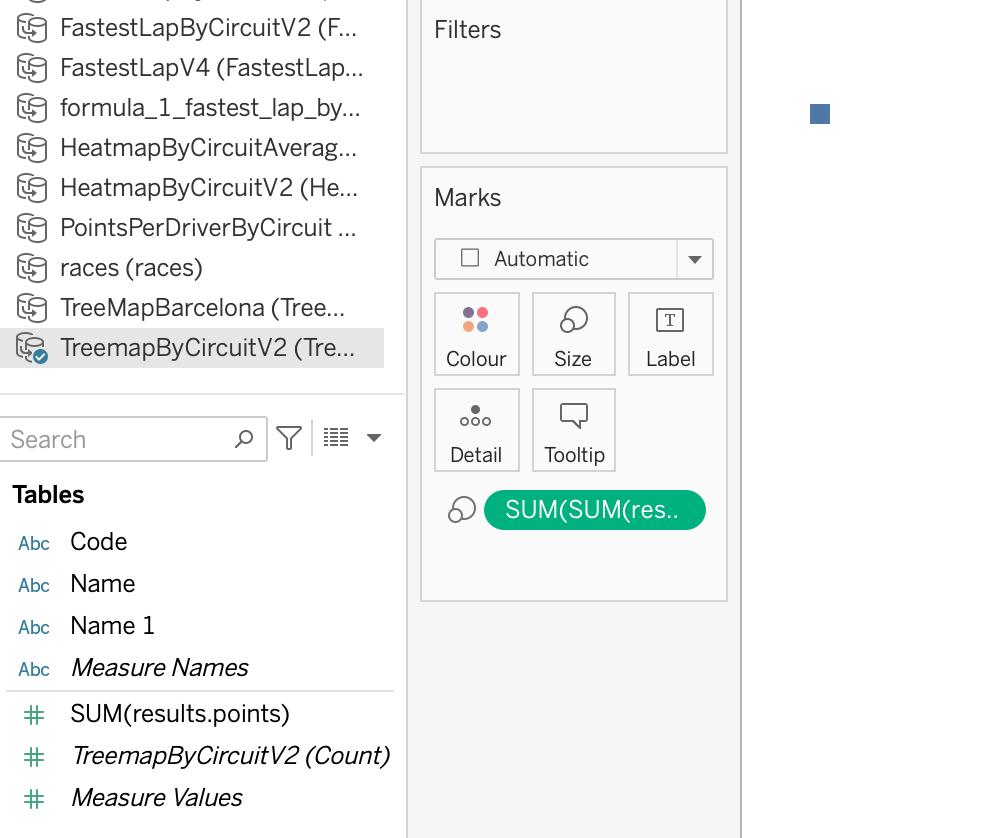 FastestLapByCircuitV2 (F...
FastestLapV4 (FastestLap...
formula_1_fastest_lap_by...
HeatmapByCircuitAverag...
HeatmapByCircuitV2 (He...
PointsPerDriverByCircuit ...
races (races)
TreeMapBarcelona (Tree...
TreemapByCircuitV2 (Tre...
Search
Tables
Abc Code
Abc Name
Abc Name 1
Abc Measure Names
SUM(results.points)
TreemapByCircuitV2 (Count)
Measure Values
Filters
Marks
Automatic
Colour
Size
T
Label
Detail
Tooltip
SUM(SUM(res..